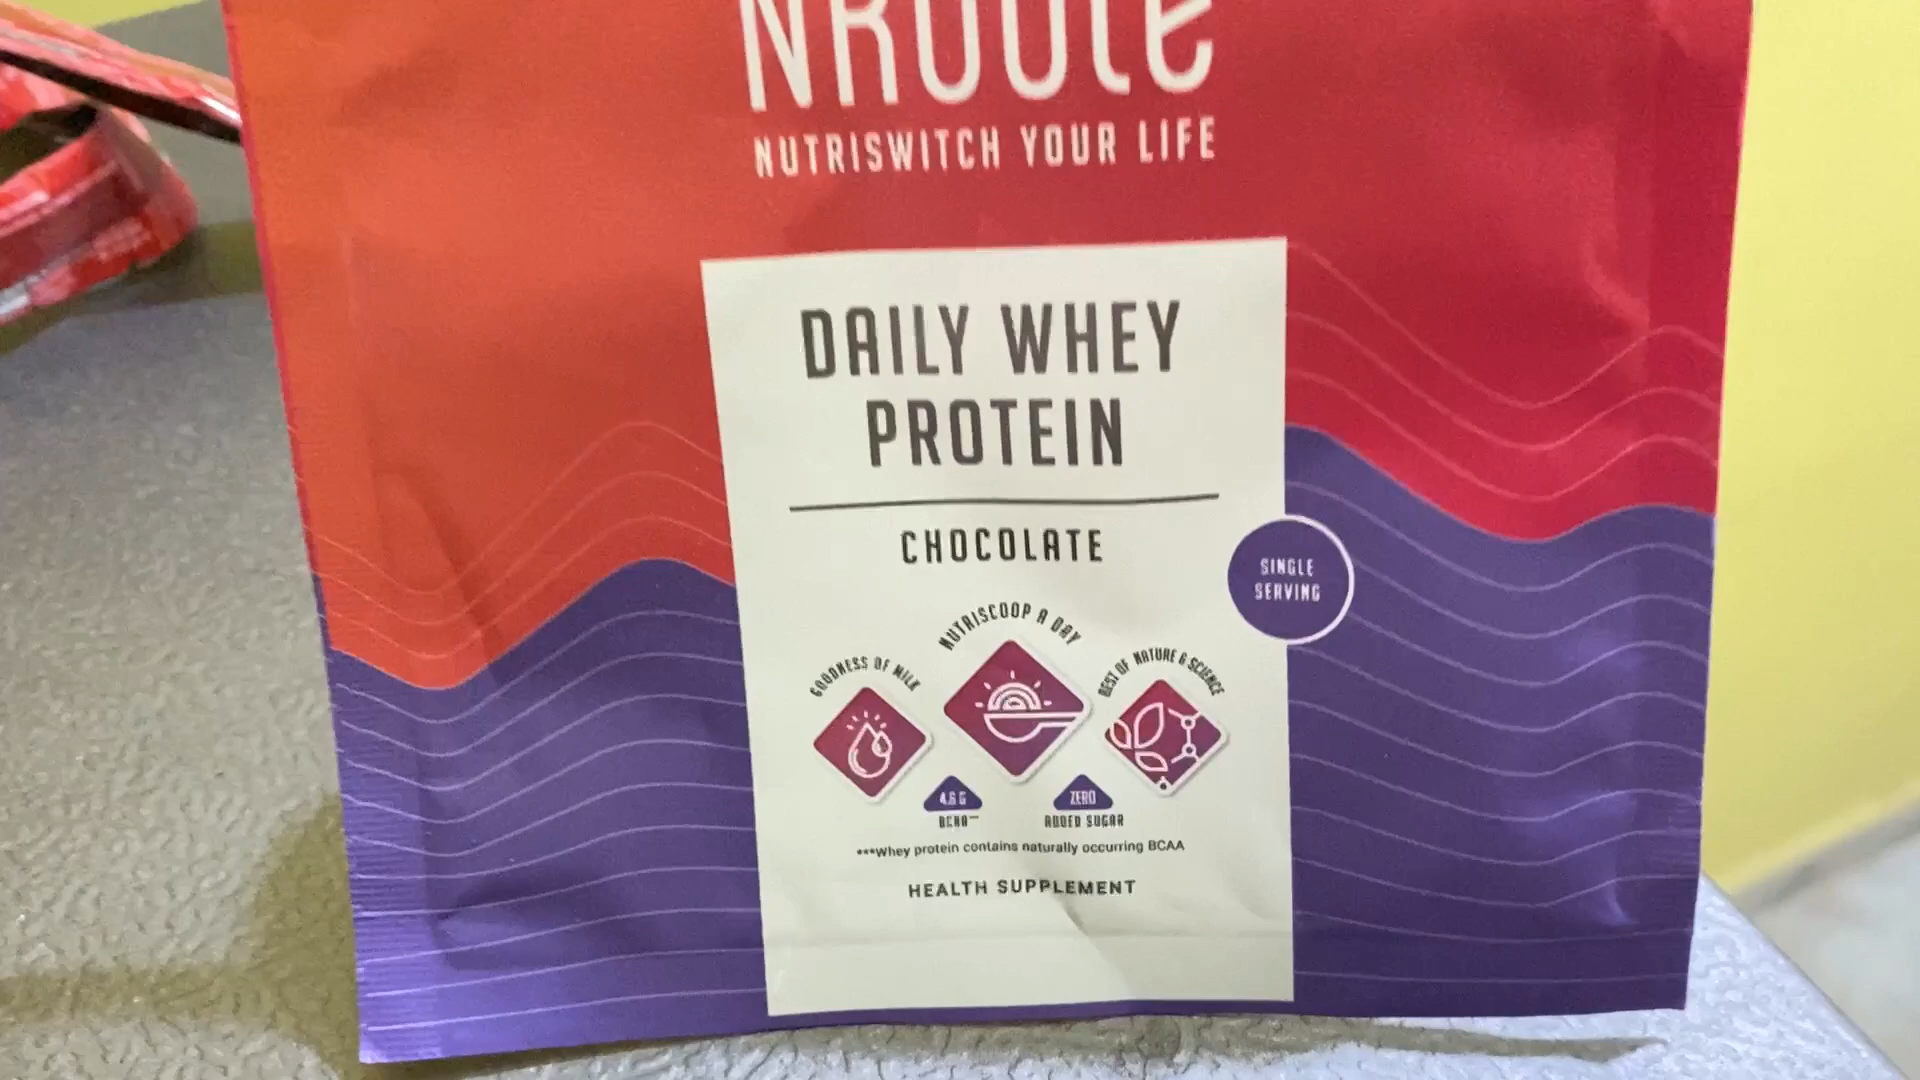 NUTRISWITCH YOUR LIFE
DAILY WHEY
PROTEIN
CHOCOLATE
SINGLE
SERVING
NUTRISCOOP A DAY
GOODNESS OF MILK
BEST OF NATURE & SCIENCE
4.6 G
BCAA***
ZERO
ADDED SUGAR
***Whey protein contains naturally occurring BCAA
HEALTH SUPPLEMENT